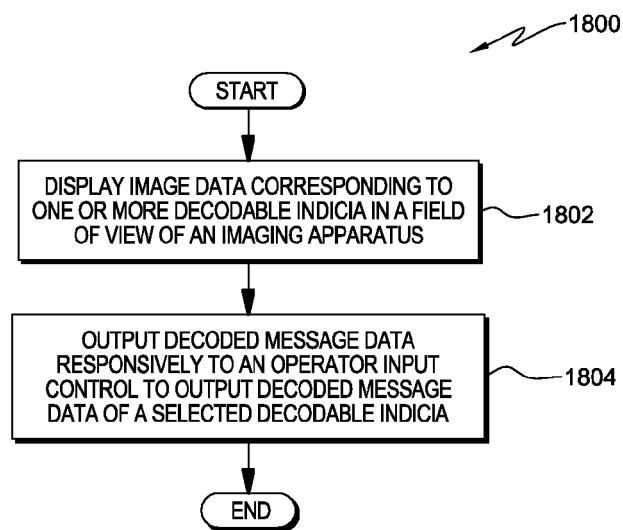 1800
START
DISPLAY IMAGE DATA CORRESPONDING TO
ONE OR MORE DECODABLE INDICIA IN A FIELD
OF VIEW OF AN IMAGING APPARATUS
1802
OUTPUT DECODED MESSAGE DATA
RESPONSIVELY TO AN OPERATOR INPUT
CONTROL TO OUTPUT DECODED MESSAGE
DATA OF A SELECTED DECODABLE INDICIA
1804
END